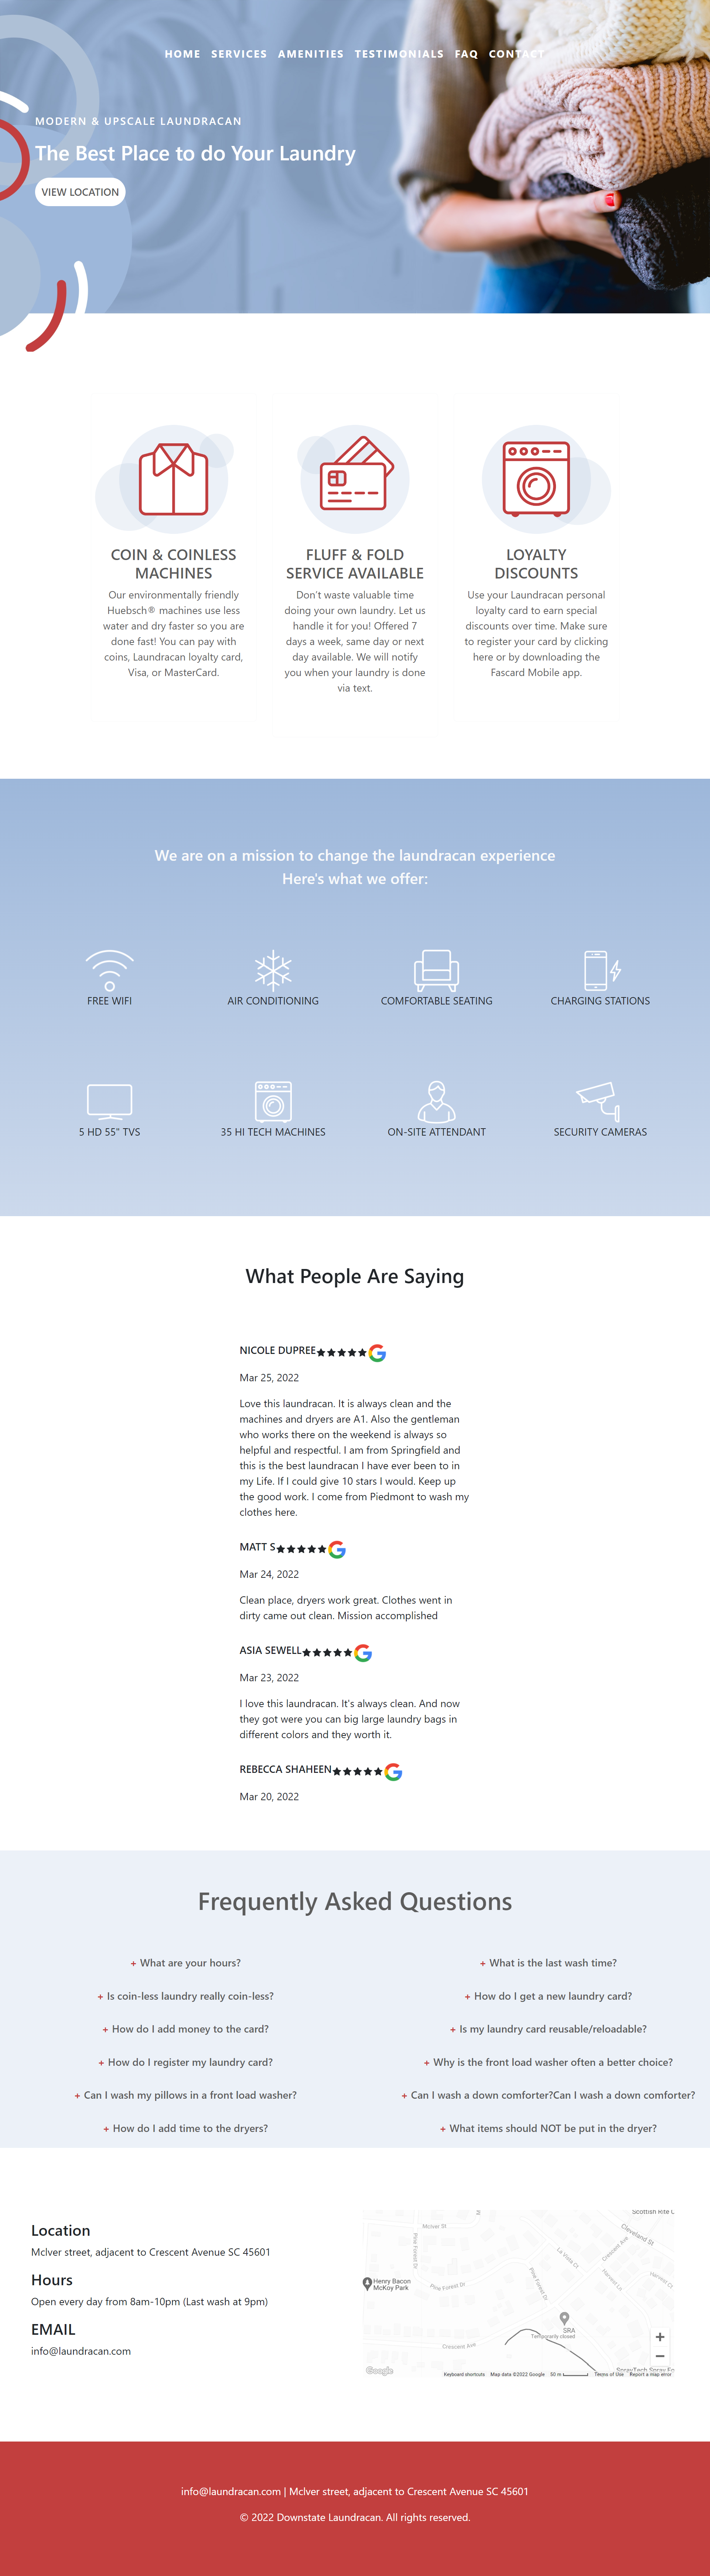 HOME SERVICES AMENITIES TESTIMONIALS FAQ CONTACT
MODERN & UPSCALE LAUNDRACAN
The Best Place to do Your Laundry
VIEW LOCATION
COIN & COINLESS
MACHINES
Our environmentally friendly
Huebsch® machines use less
water and dry faster so you are
done fast! You can pay with
coins, Laundracan loyalty card,
Visa, or MasterCard.
FLUFF & FOLD
SERVICE AVAILABLE
Don't waste valuable time
doing your own laundry. Let us
handle it for you! Offered 7
days a week, same day or next
day available. We will notify
you when your laundry is done
via text.
LOYALTY
DISCOUNTS
Use your Laundracan personal
loyalty card to earn special
discounts over time. Make sure
to register your card by clicking
here or by downloading the
Fascard Mobile app.
We are on a mission to change the laundracan experience
Here's what we offer:
FREE WIFI
AIR CONDITIONING
COMFORTABLE SEATING
CHARGING STATIONS
5 HD 55" TVS
35 HI TECH MACHINES
ON-SITE ATTENDANT
SECURITY CAMERAS
What People Are Saying
NICOLE DUPREE
Mar 25, 2022
Love this laundracan. It is always clean and the
machines and dryers are A1. Also the gentleman
who works there on the weekend is always so
helpful and respectful. I am from Springfield and
this is the best laundracan I have ever been to in
my Life. If I could give 10 stars I would. Keep up
the good work. I come from Piedmont to wash my
clothes here.
MATT S
Mar 24, 2022
Clean place, dryers work great. Clothes went in
dirty came out clean. Mission accomplished
ASIA SEWELL
Mar 23, 2022
I love this laundracan. It's always clean. And now
they got were you can big large laundry bags in
different colors and they worth it.
REBECCA SHAHEEN
Mar 20, 2022
Frequently Asked Questions
+ What are your hours?
+ Is coin-less laundry really coin-less?
+ How do I add money to the card?
+ How do I register my laundry card?
+ Can I wash my pillows in a front load washer?
+ How do I add time to the dryers?
+ What is the last wash time?
+ How do I get a new laundry card?
+ Is my laundry card reusable/reloadable?
+ Why is the front load washer often a better choice?
+ Can I wash a down comforter?Can I wash a down comforter?
+ What items should NOT be put in the dryer?
Location
McIver street, adjacent to Crescent Avenue SC 45601
Hours
Open every day from 8am-10pm (Last wash at 9pm)
EMAIL
info@laundracan.com
Scottish Rite C
McIver St
Cleveland St
Pine Forest Dr
Crescent Ave
La Vista Ct
Henry Bacon
McKoy Park
Pine Forest Dr
Pine Forest Dr
SRA
Temporarily closed
Crescent Ave
+
−
SprayTech Spray Fo
Google
Keyboard shortcuts Map data ©2022 Google 50 m Terms of Use Report a map error
info@laundracan.com | McIver street, adjacent to Crescent Avenue SC 45601
© 2022 Downstate Laundracan. All rights reserved.